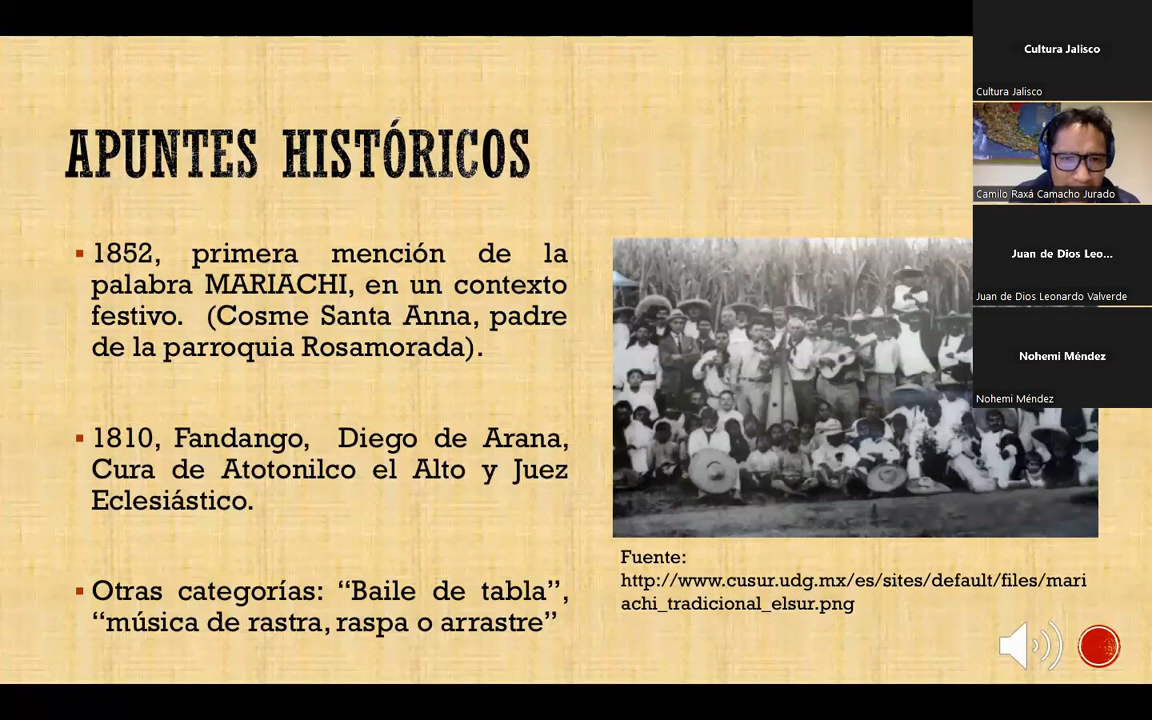 APUNTES HISTÓRICOS
▪ 1852, primera mención de la
palabra MARIACHI, en un contexto
festivo. (Cosme Santa Anna, padre
de la parroquia Rosamorada).
▪ 1810, Fandango, Diego de Arana,
Cura de Atotonilco el Alto y Juez
Eclesiástico.
▪ Otras categorías: “Baile de tabla”,
“música de rastra, raspa o arrastre”
Fuente:
http://www.cusur.udg.mx/es/sites/default/files/mari
achi_tradicional_elsur.png
Cultura Jalisco
Cultura Jalisco
Camilo Raxá Camacho Jurado
Juan de Dios Leo...
Juan de Dios Leonardo Valverde
Nohemi Méndez
Nohemi Méndez